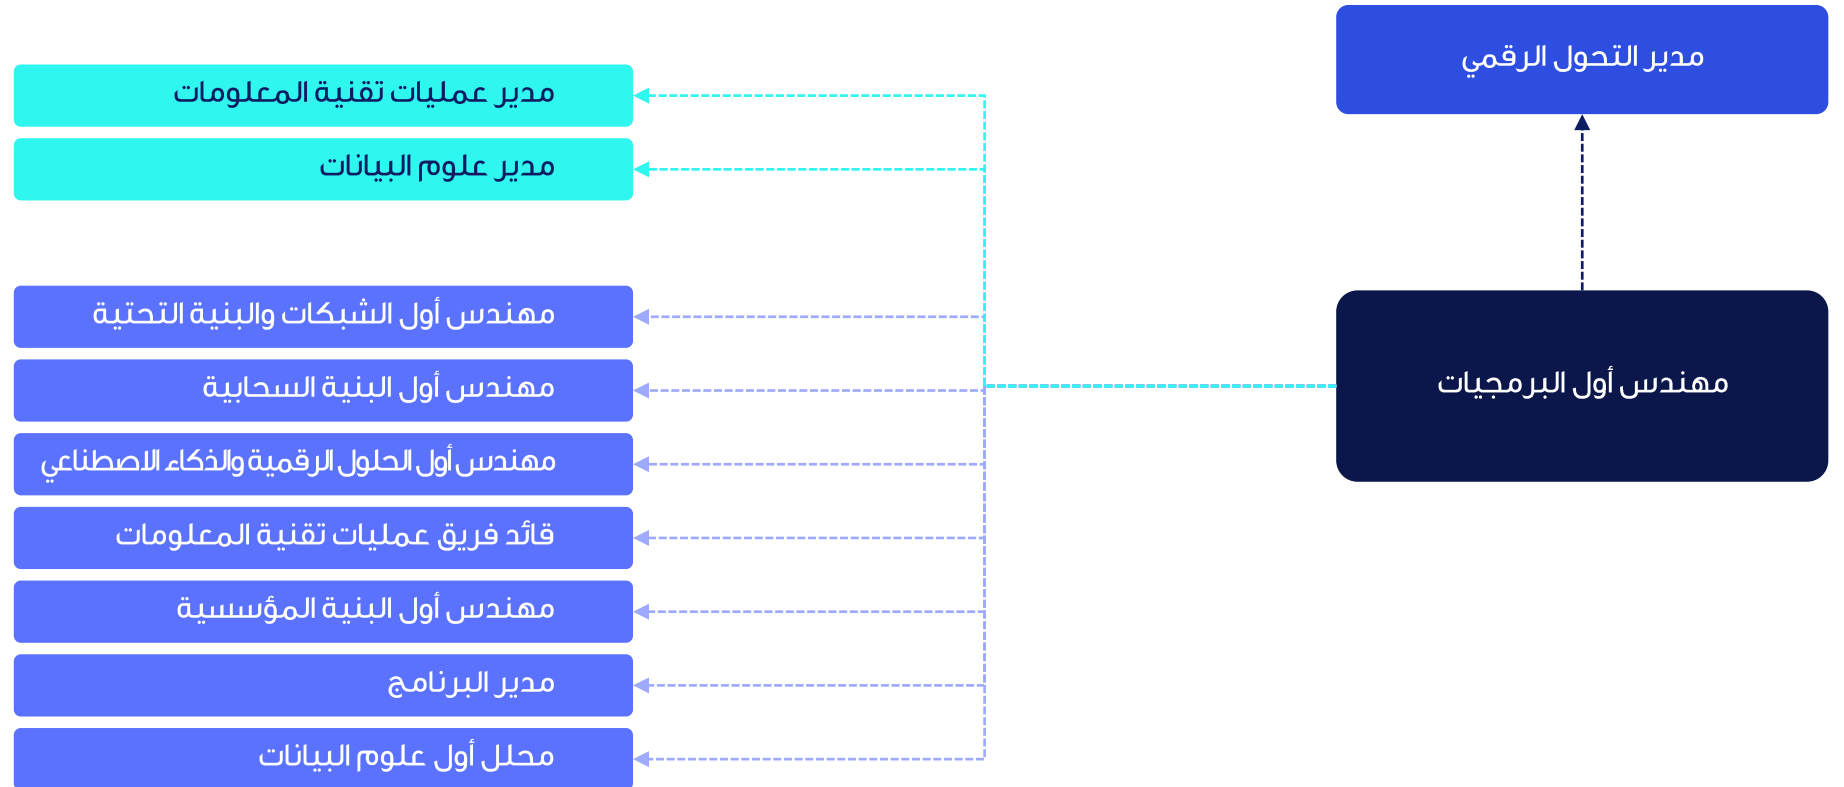 مدير التحول الرقمي
مهندس أول البرمجيات
مدير عمليات تقنية المعلومات
مدير علوم البيانات
مهندس أول الشبكات والبنية التحتية
مهندس أول البنية السحابية
مهندس أول الحلول الرقمية والذكاء الاصطناعي
قائد فريق عمليات تقنية المعلومات
مهندس أول البنية المؤسسية
مدير البرنامج
محلل أول علوم البيانات